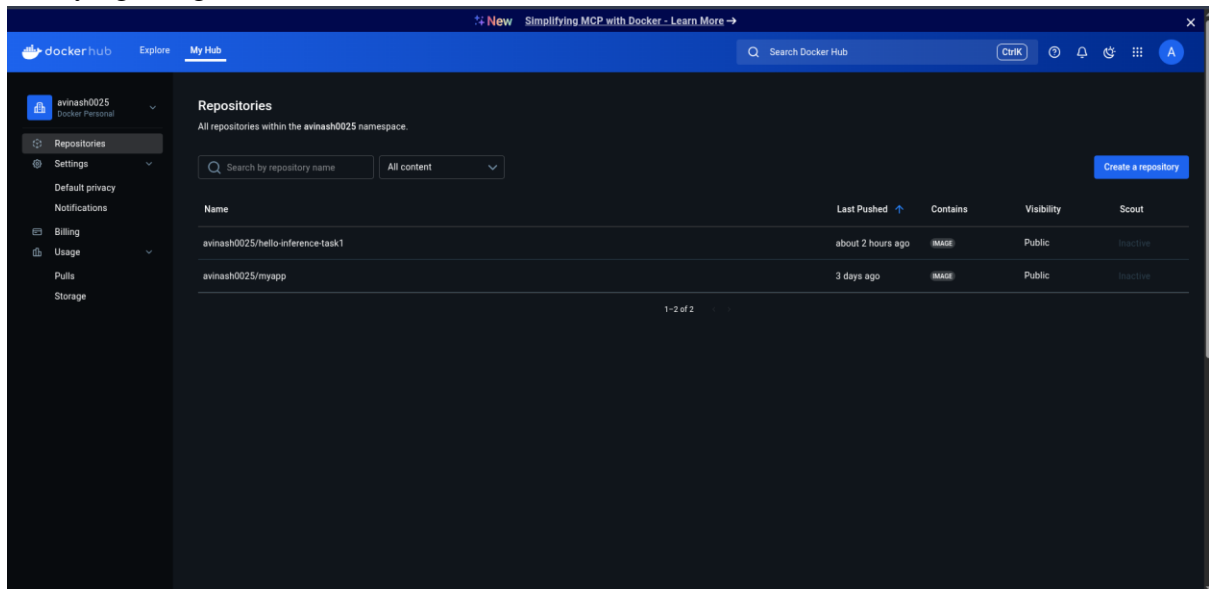 New Simplifying MCP with Docker - Learn More →
dockerhub Explore My Hub Search Docker Hub CtrlK A
avinash0025
Docker Personal
Repositories
Settings
Default privacy
Notifications
Billing
Usage
Pulls
Storage
Repositories
All repositories within the avinash0025 namespace.
Search by repository name All content Create a repository
Name Last Pushed ↑ Contains Visibility Scout
avinash0025/hello-inference-task1 about 2 hours ago IMAGE Public Inactive
avinash0025/myapp 3 days ago IMAGE Public Inactive
1–2 of 2